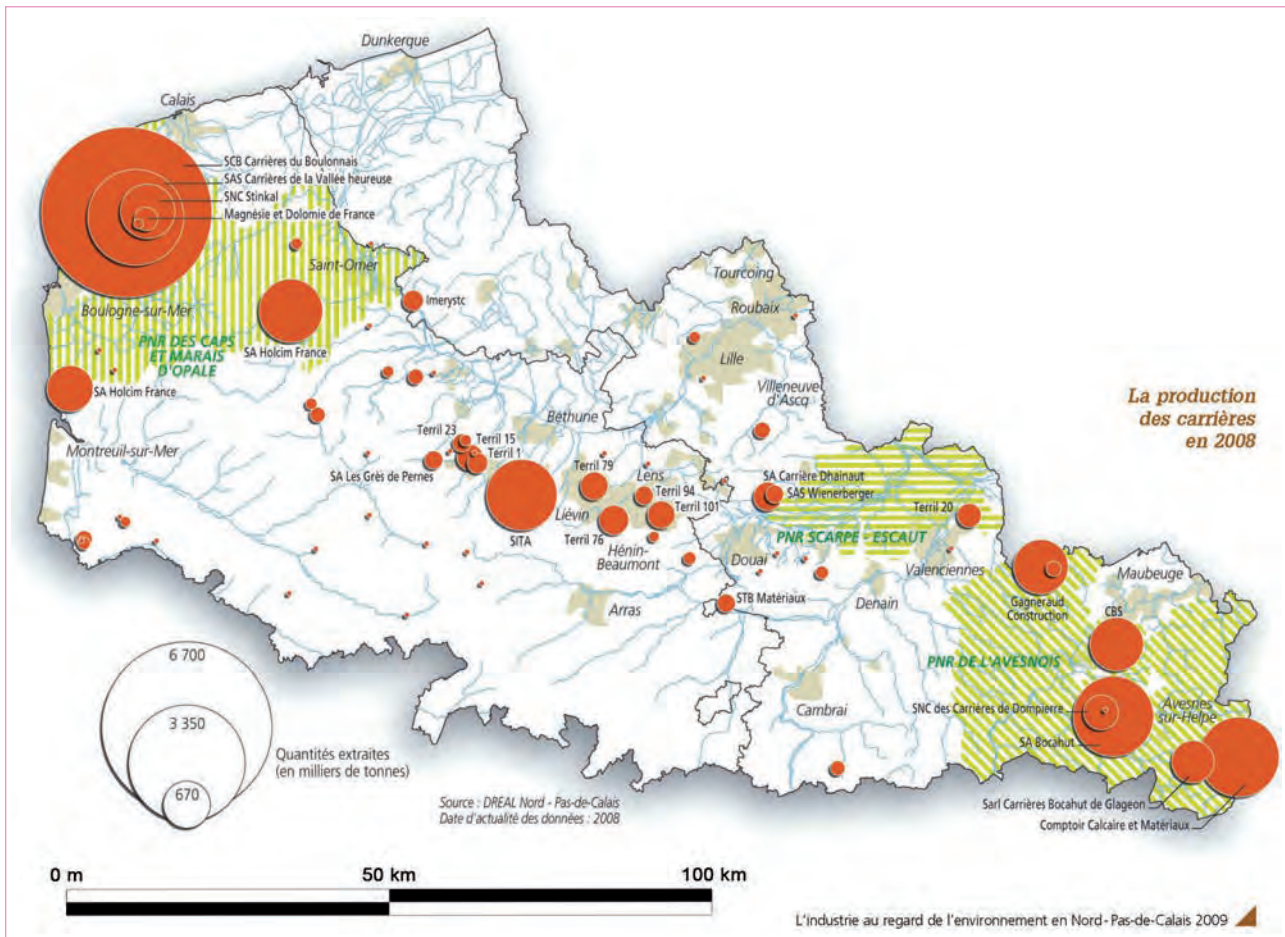 Dunkerque
Calais
SCB Carrières du Boulonnais
SAS Carrières de la Vallée heureuse
SNC Stinkal
Magnésie et Dolomie de France
Saint-Omer
Tourcoing
Roubaix
Imerystc
Boulogne-sur-Mer
PNR DES CAPS
ET MARAIS
D'OPALE
SA Holcim France
Lille
SA Holcim France
Villeneuve
d'Ascq
La production
des carrières
en 2008
Béthune
Montreuil-sur-Mer
Terril 23
Terril 15
Terril 1
Terril 79
Lens
SA Les Grès de Pernes
SA Carrière Dhainaut
Terril 94
SAS Wienerberger
Terril 101
Terril 20
Liévin
SITA
Terril 76
PNR SCARPE - ESCAUT
Hénin-
Beaumont
Douai
Valenciennes
Maubeuge
Gagneraud
Construction
STB Matériaux
Denain
Arras
CBS
6 700
PNR DE L'AVESNOIS
Cambrai
SNC des Carrières de Dompierre
Avesnes
sur-Helpe
3 350
SA Bocahut
Quantités extraites
(en milliers de tonnes)
670
Source : DREAL Nord - Pas-de-Calais
Date d'actualité des données : 2008
Sarl Carrières Bocahut de Glageon
Comptoir Calcaire et Matériaux
0 m 50 km 100 km
L'industrie au regard de l'environnement en Nord - Pas-de-Calais 2009